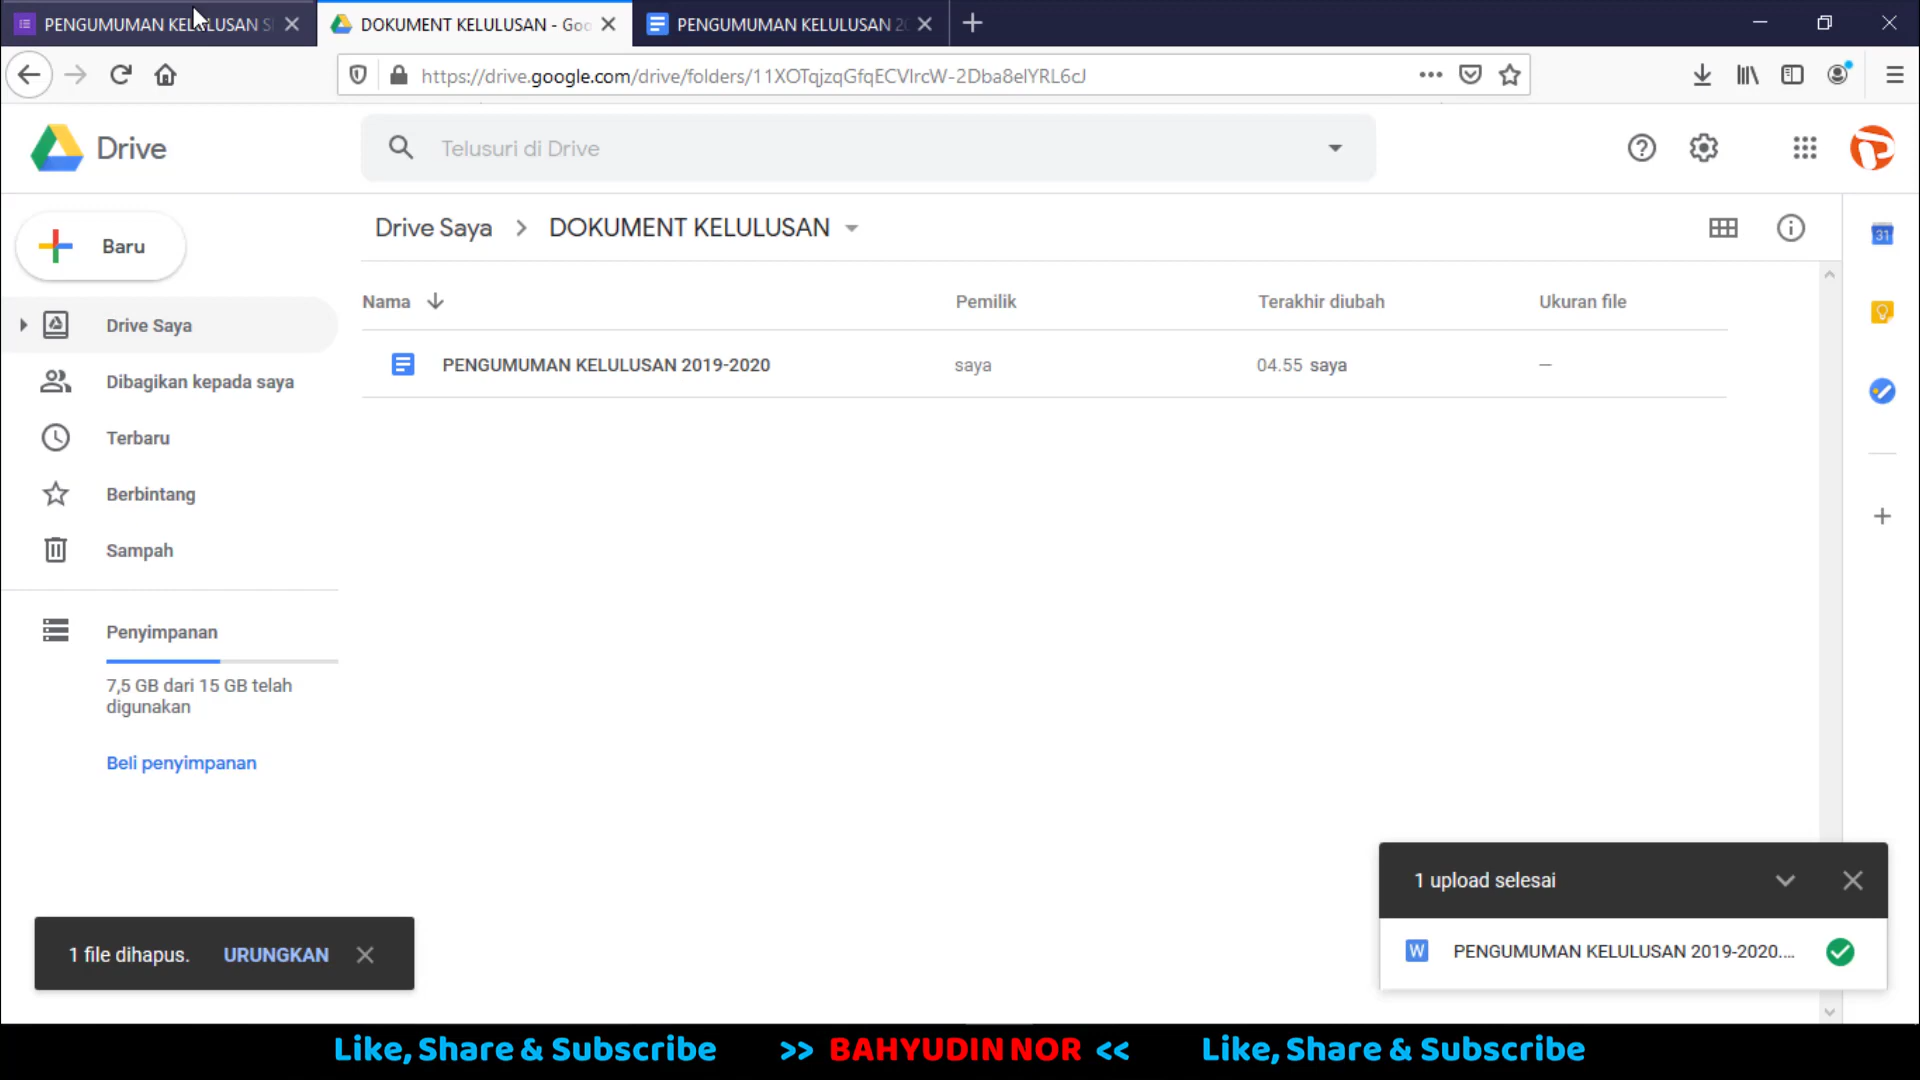 PENGUMUMAN KELULUSAN S
DOKUMENT KELULUSAN - Goo
PENGUMUMAN KELULUSAN 20
https://drive.google.com/drive/folders/11XOTqjzqGfqECVIrcW-2Dba8elYRL6cJ
Drive
Telusuri di Drive
Baru
Drive Saya
Dibagikan kepada saya
Terbaru
Berbintang
Sampah
Penyimpanan
7,5 GB dari 15 GB telah
digunakan
Beli penyimpanan
Drive Saya > DOKUMENT KELULUSAN
Nama Pemilik Terakhir diubah Ukuran file
PENGUMUMAN KELULUSAN 2019-2020 saya 04.55 saya —
31
1 file dihapus. URUNGKAN
1 upload selesai
W PENGUMUMAN KELULUSAN 2019-2020....
Like, Share & Subscribe >> BAHYUDIN NOR << Like, Share & Subscribe